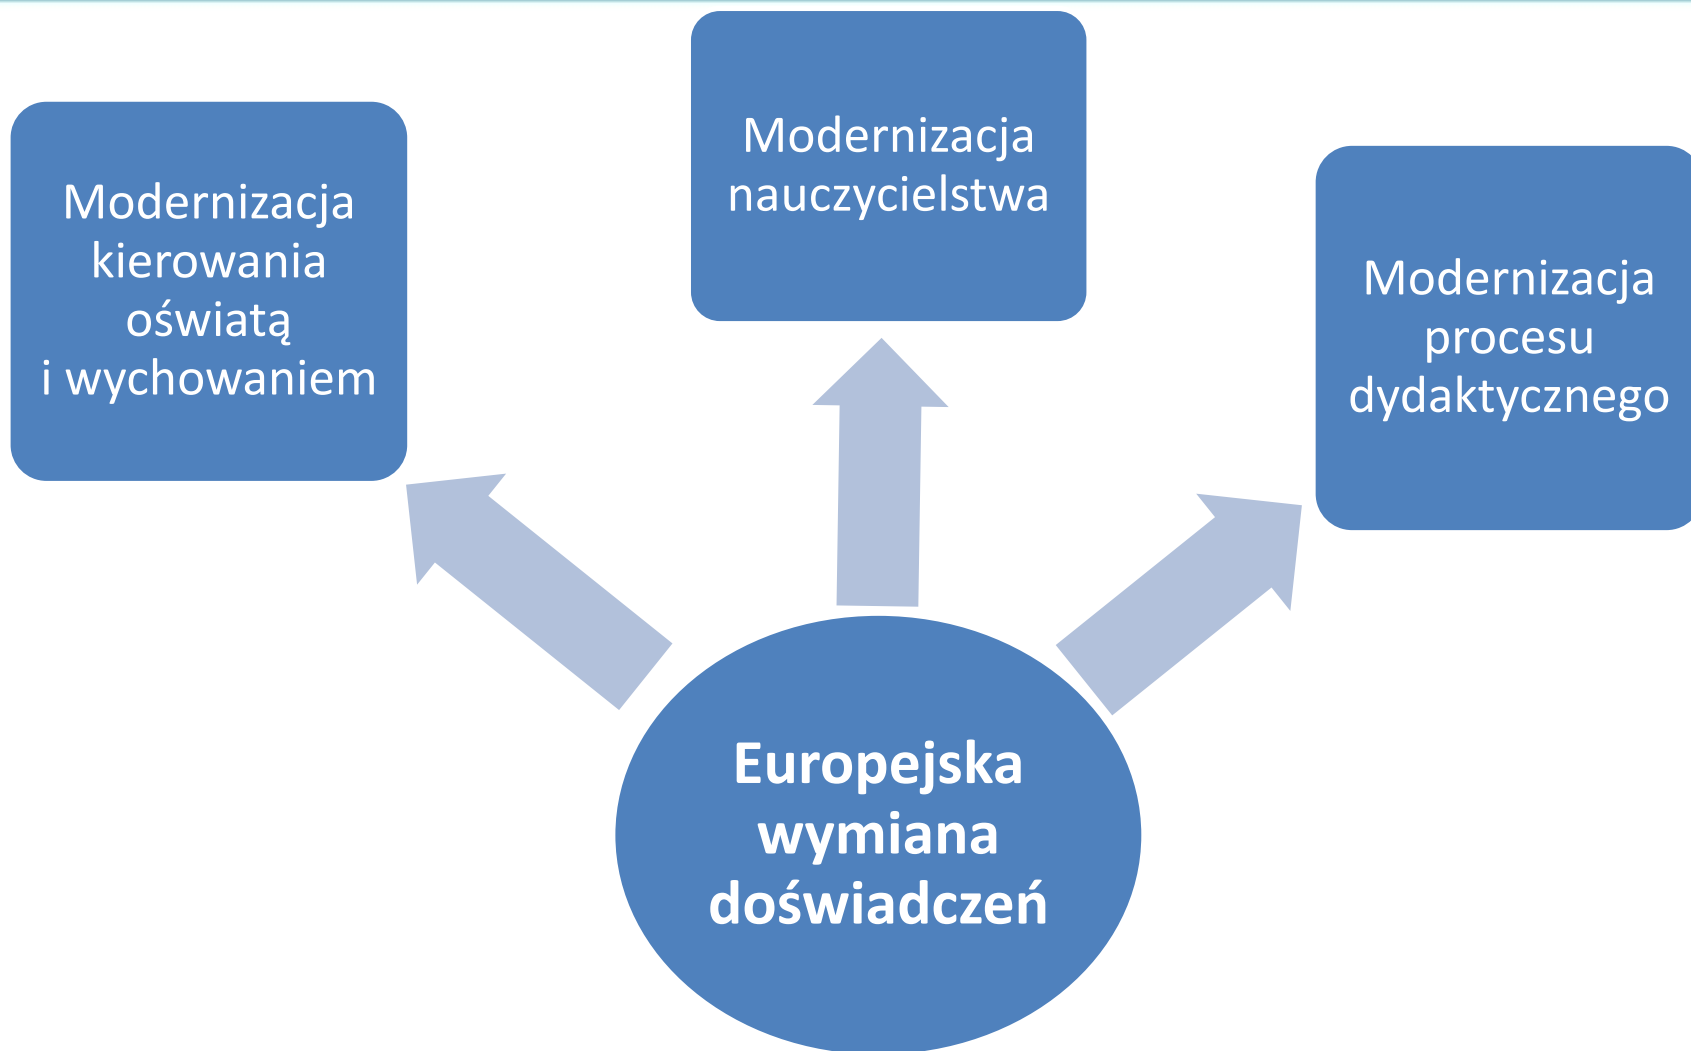 Modernizacja
kierowania
oświatą
i wychowaniem
Modernizacja
nauczycielstwa
Modernizacja
procesu
dydaktycznego
Europejska
wymiana
doświadczeń